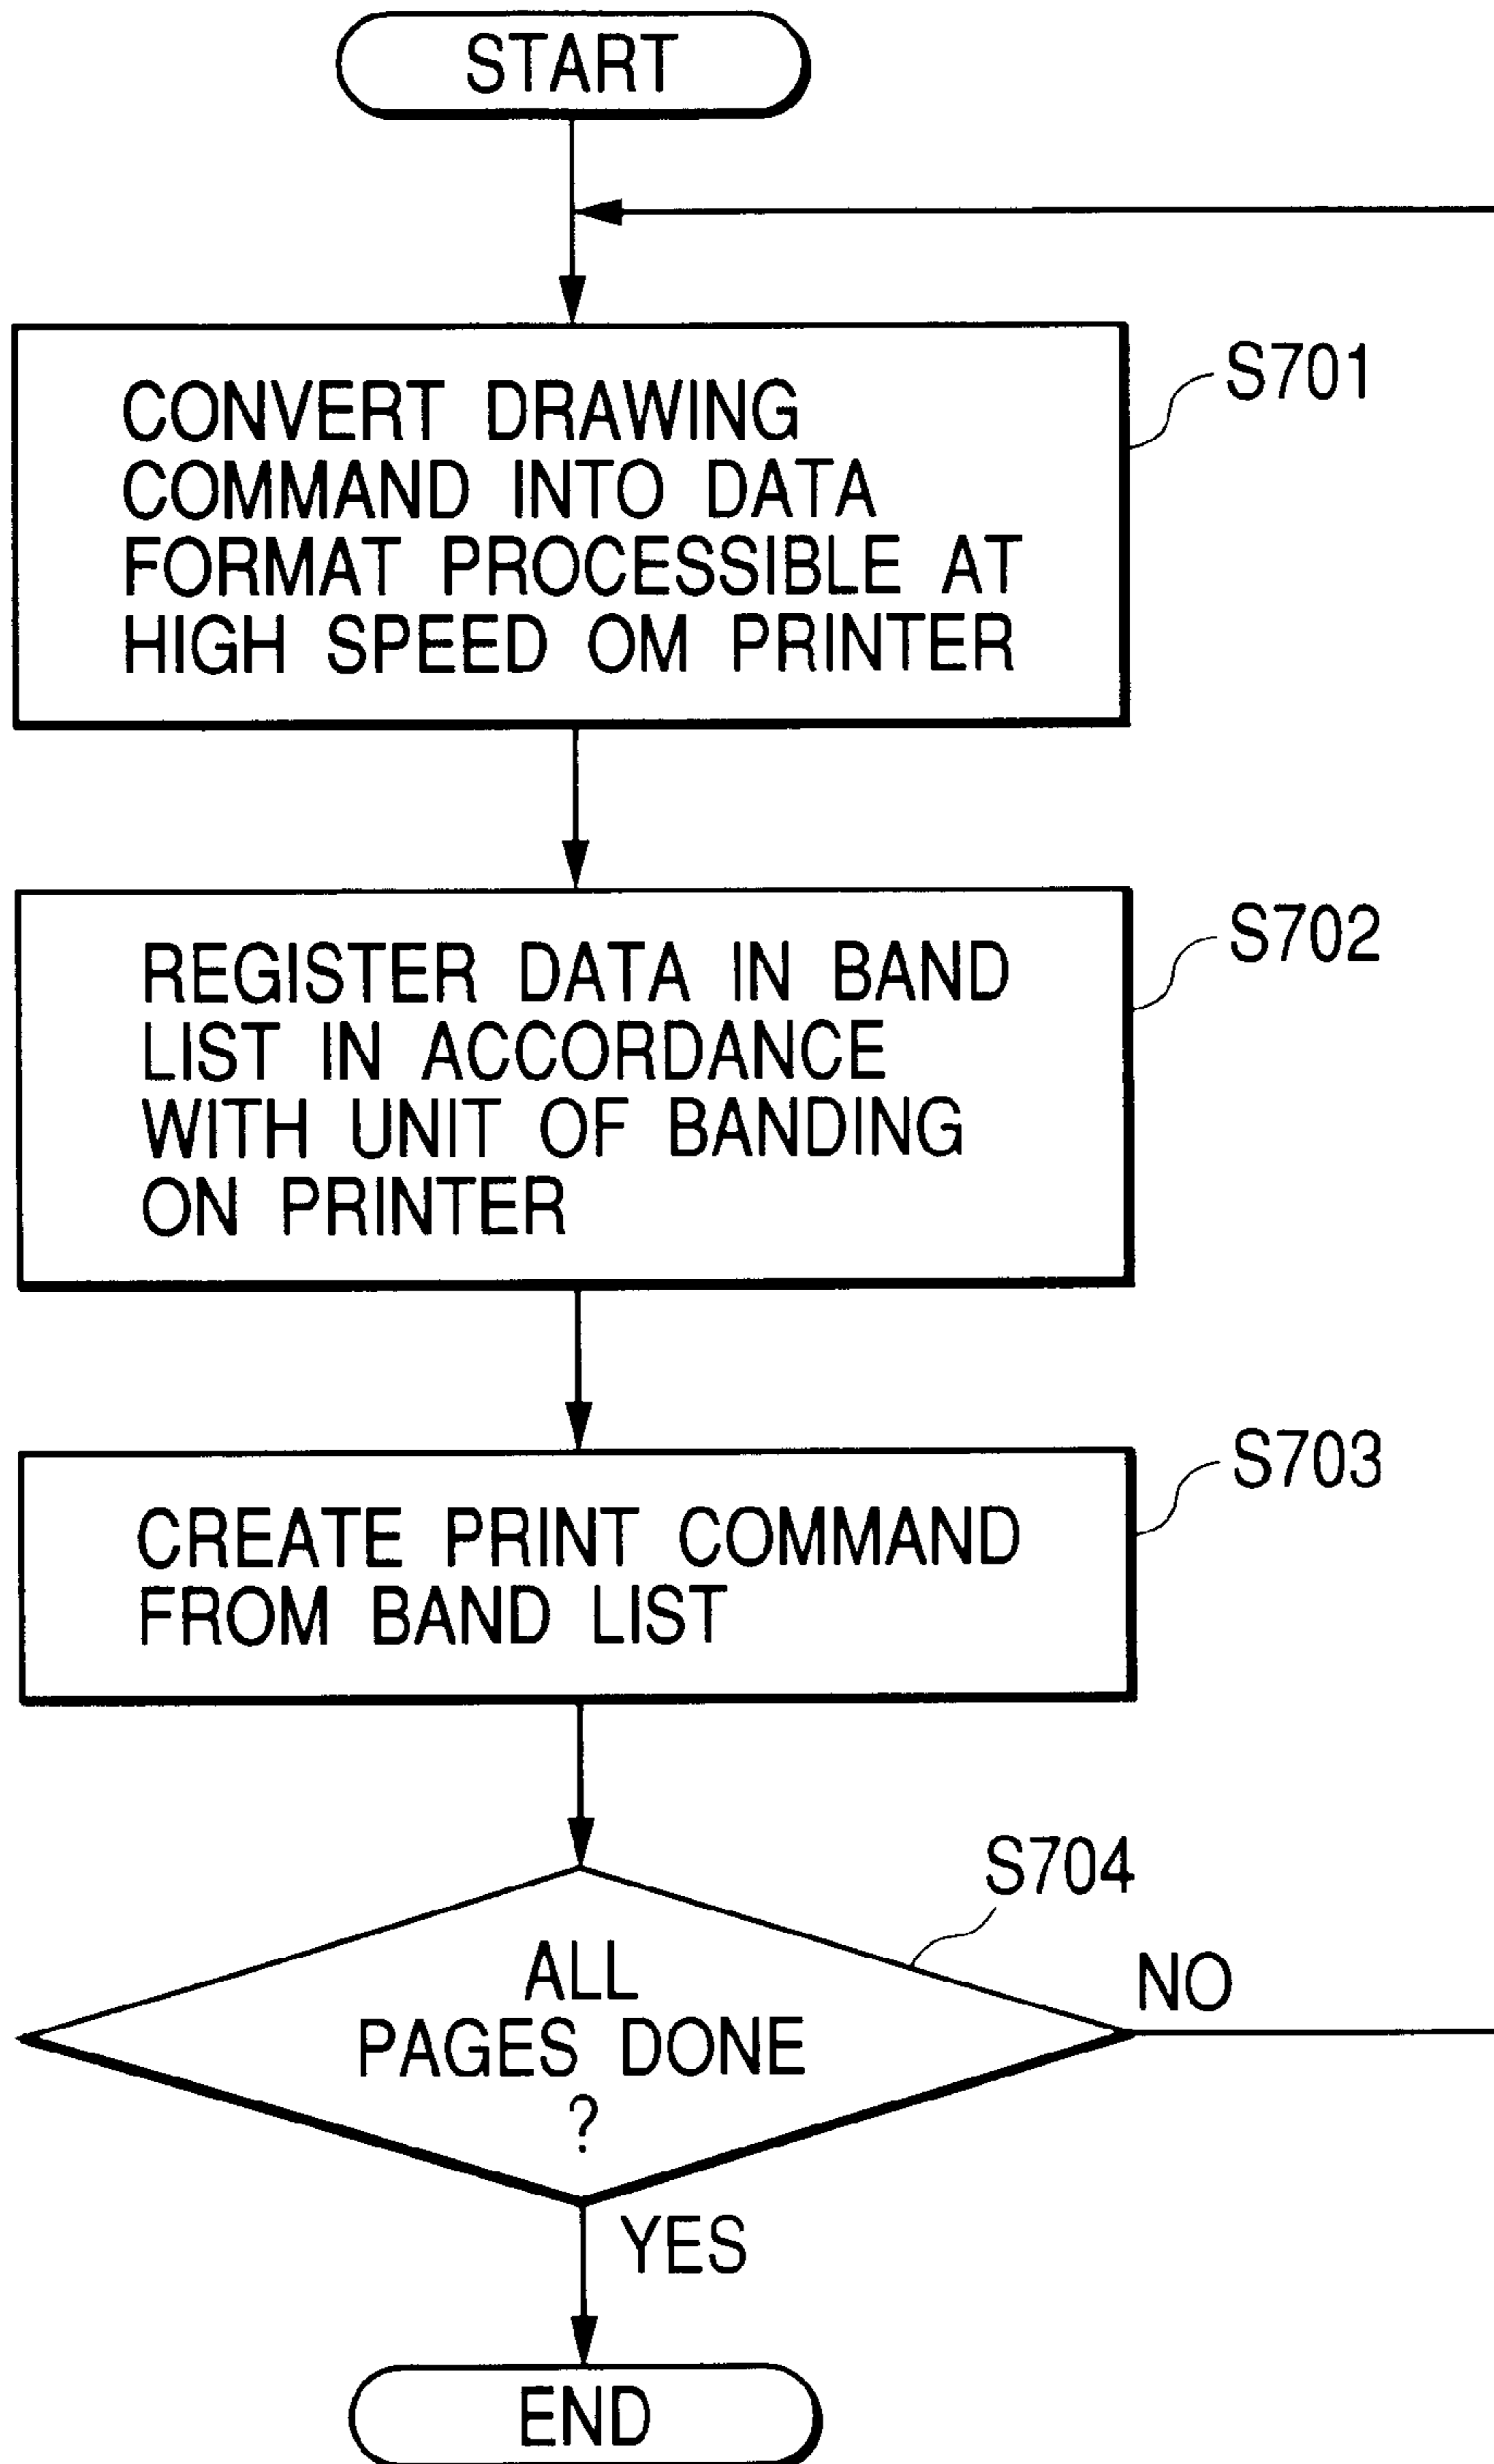 START
CONVERT DRAWING
COMMAND INTO DATA
FORMAT PROCESSIBLE AT
HIGH SPEED OM PRINTER
S701
REGISTER DATA IN BAND
LIST IN ACCORDANCE
WITH UNIT OF BANDING
ON PRINTER
S702
CREATE PRINT COMMAND
FROM BAND LIST
S703
S704
ALL
PAGES DONE
?
NO
YES
END